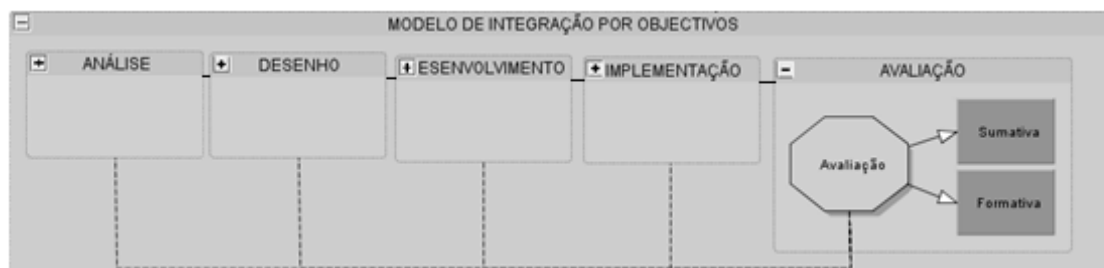 MODELO DE INTEGRAÇÃO POR OBJECTIVOS
ANÁLISE
DESENHO
ESENVOLVIMENTO
IMPLEMENTAÇÃO
AVALIAÇÃO
Avaliação
Sumativa
Formativa